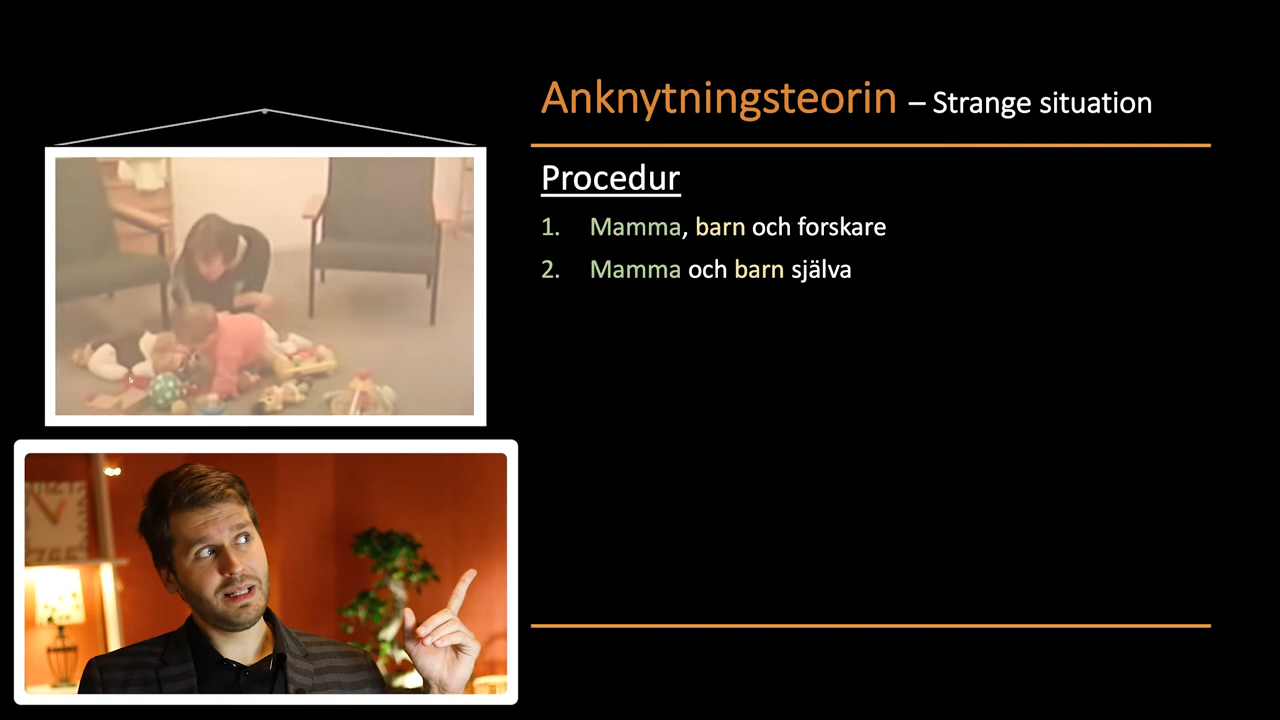 Anknytningsteorin – Strange situation
Procedur
1. Mamma, barn och forskare
2. Mamma och barn själva